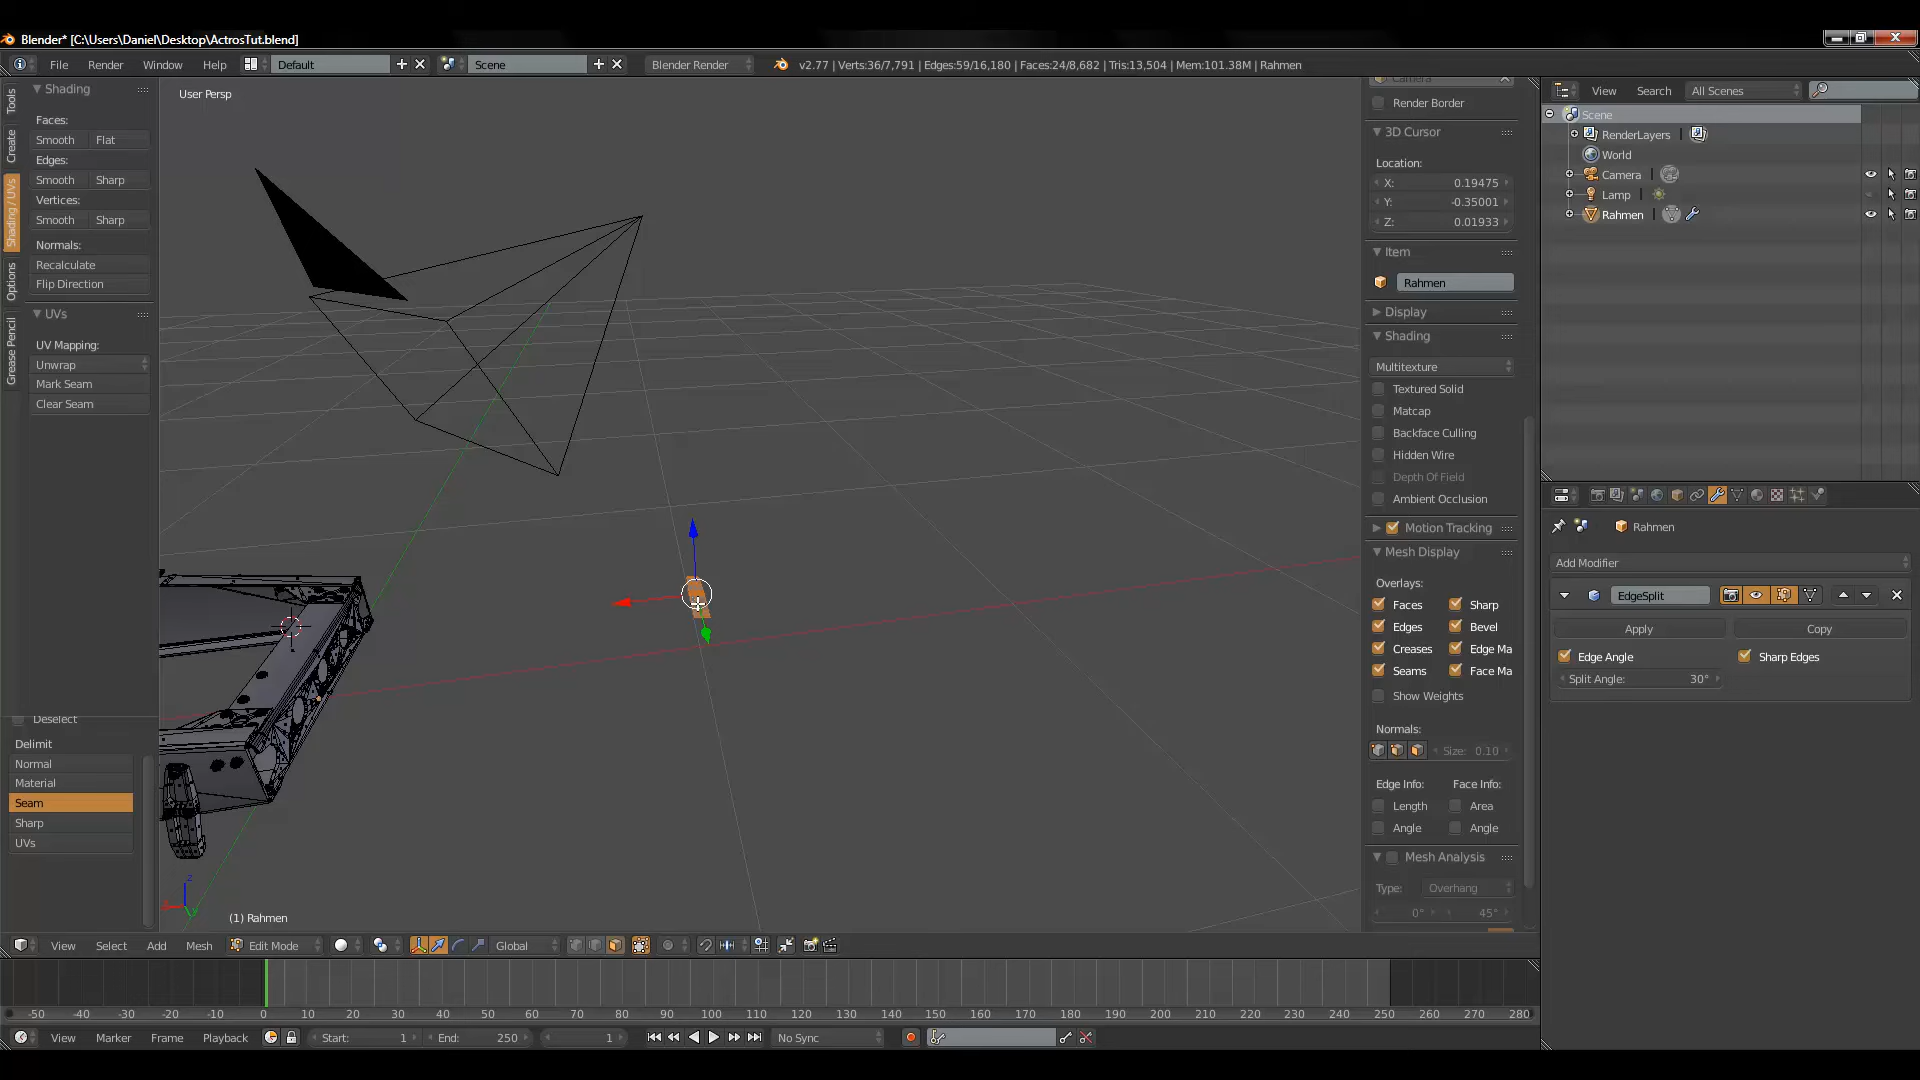 Blender* [C:\Users\Daniel\Desktop\ActrosTut.blend]
File Render Window Help Default Scene Blender Render v2.77 | Verts:36/7,791 | Edges:59/16,180 | Faces:24/8,682 | Tris:13,504 | Mem:101.38M | Rahmen
Tools
Create
Shading / UVs
Options
Grease Pencil
Shading
Faces:
Smooth Flat
Edges:
Smooth Sharp
Vertices:
Smooth Sharp
Normals:
Recalculate
Flip Direction
UVs
UV Mapping:
Unwrap
Mark Seam
Clear Seam
Deselect
Delimit
Normal
Material
Seam
Sharp
UVs
User Persp
z
(1) Rahmen
Camera
Render Border
3D Cursor
Location:
X: 0.19475
Y: -0.35001
Z: 0.01933
Item
Rahmen
Display
Shading
Multitexture
Textured Solid
Matcap
Backface Culling
Hidden Wire
Depth Of Field
Ambient Occlusion
Motion Tracking
Mesh Display
Overlays:
Faces Sharp
Edges Bevel
Creases Edge Ma
Seams Face Ma
Show Weights
Normals:
Size: 0.10
Edge Info: Face Info:
Length Area
Angle Angle
Mesh Analysis
Type: Overhang
0° 45°
View Search All Scenes
Scene
RenderLayers
World
Camera
Lamp
Rahmen
Rahmen
Add Modifier
EdgeSplit
Apply Copy
Edge Angle Sharp Edges
Split Angle: 30°
View Select Add Mesh Edit Mode Global
-50 -40 -30 -20 -10 0 10 20 30 40 50 60 70 80 90 100 110 120 130 140 150 160 170 180 190 200 210 220 230 240 250 260 270 280
View Marker Frame Playback Start: 1 End: 250 1 No Sync